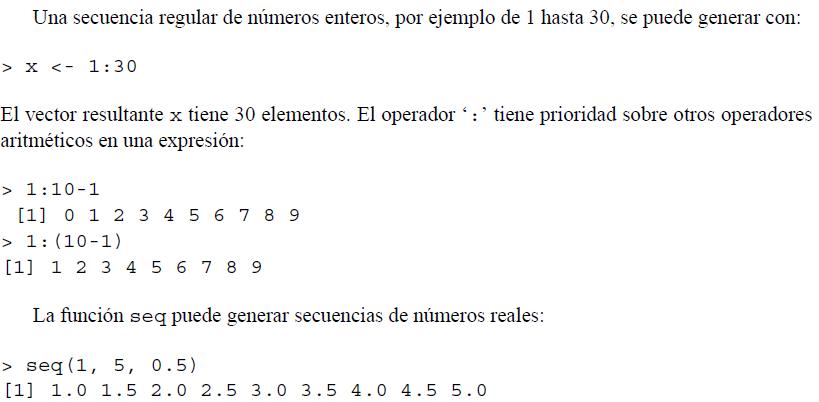 Una secuencia regular de números enteros, por ejemplo de 1 hasta 30, se puede generar con:
> x <- 1:30
El vector resultante x tiene 30 elementos. El operador ‘:’ tiene prioridad sobre otros operadores
aritméticos en una expresión:
> 1:10-1
[1] 0 1 2 3 4 5 6 7 8 9
> 1:(10-1)
[1] 1 2 3 4 5 6 7 8 9
La función seq puede generar secuencias de números reales:
> seq(1, 5, 0.5)
[1] 1.0 1.5 2.0 2.5 3.0 3.5 4.0 4.5 5.0